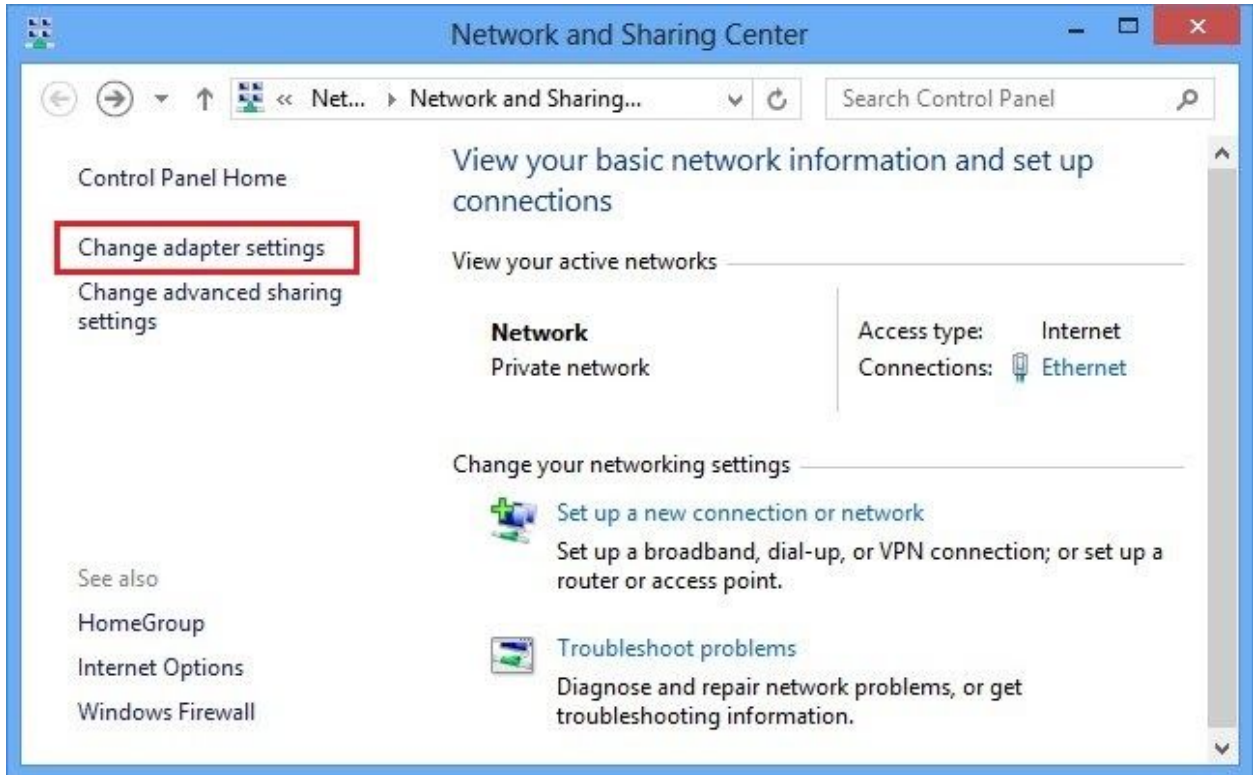 Network and Sharing Center
« Net... Network and Sharing... Search Control Panel
Control Panel Home
Change adapter settings
Change advanced sharing
settings
See also
HomeGroup
Internet Options
Windows Firewall
View your basic network information and set up
connections
View your active networks
Network
Private network
Access type: Internet
Connections: Ethernet
Change your networking settings
Set up a new connection or network
Set up a broadband, dial-up, or VPN connection; or set up a
router or access point.
Troubleshoot problems
Diagnose and repair network problems, or get
troubleshooting information.